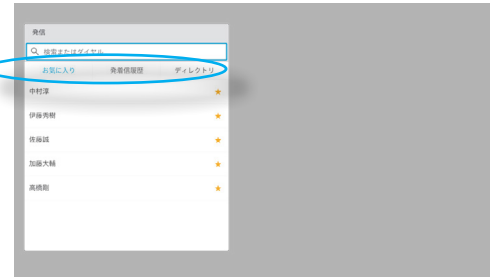 発信
検索またはダイヤル
お気に入り 発着信履歴 ディレクトリ
中村淳
伊藤秀樹
佐藤誠
加藤大輔
高橋剛